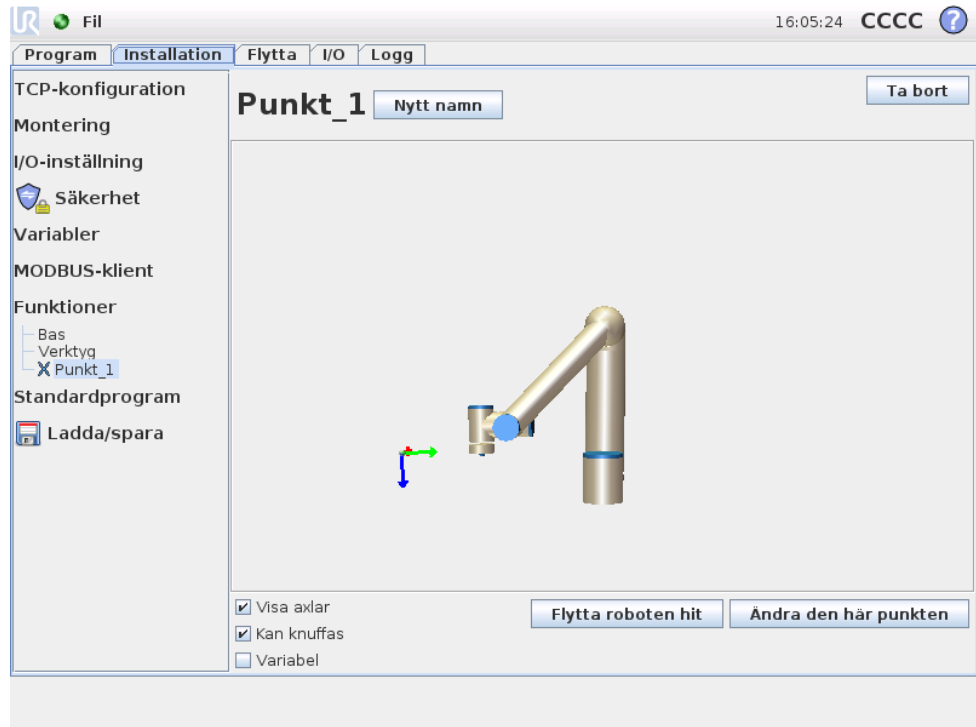 UR Fil 16:05:24 CCCC ?
Program Installation Flytta I/O Logg
TCP-konfiguration
Montering
I/O-inställning
Säkerhet
Variabler
MODBUS-klient
Funktioner
Bas
Verktyg
Punkt_1
Standardprogram
Ladda/spara
Punkt_1 Nytt namn Ta bort
Visa axlar
Kan knuffas
Variabel
Flytta roboten hit Ändra den här punkten